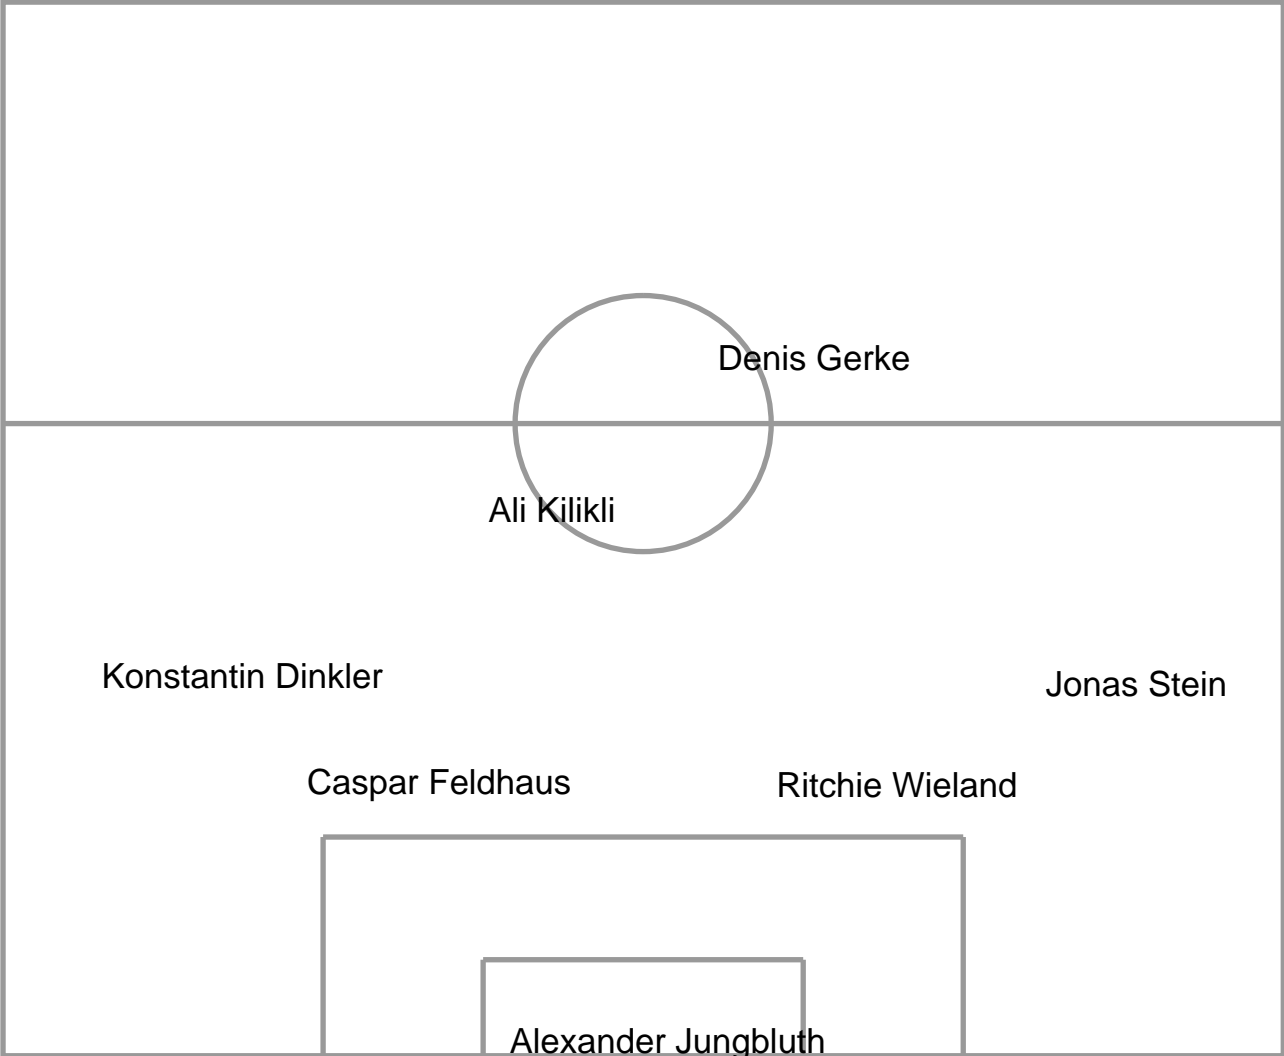 Denis Gerke
Ali Kilikli
Konstantin Dinkler
Jonas Stein
Caspar Feldhaus
Ritchie Wieland
Alexander Jungbluth